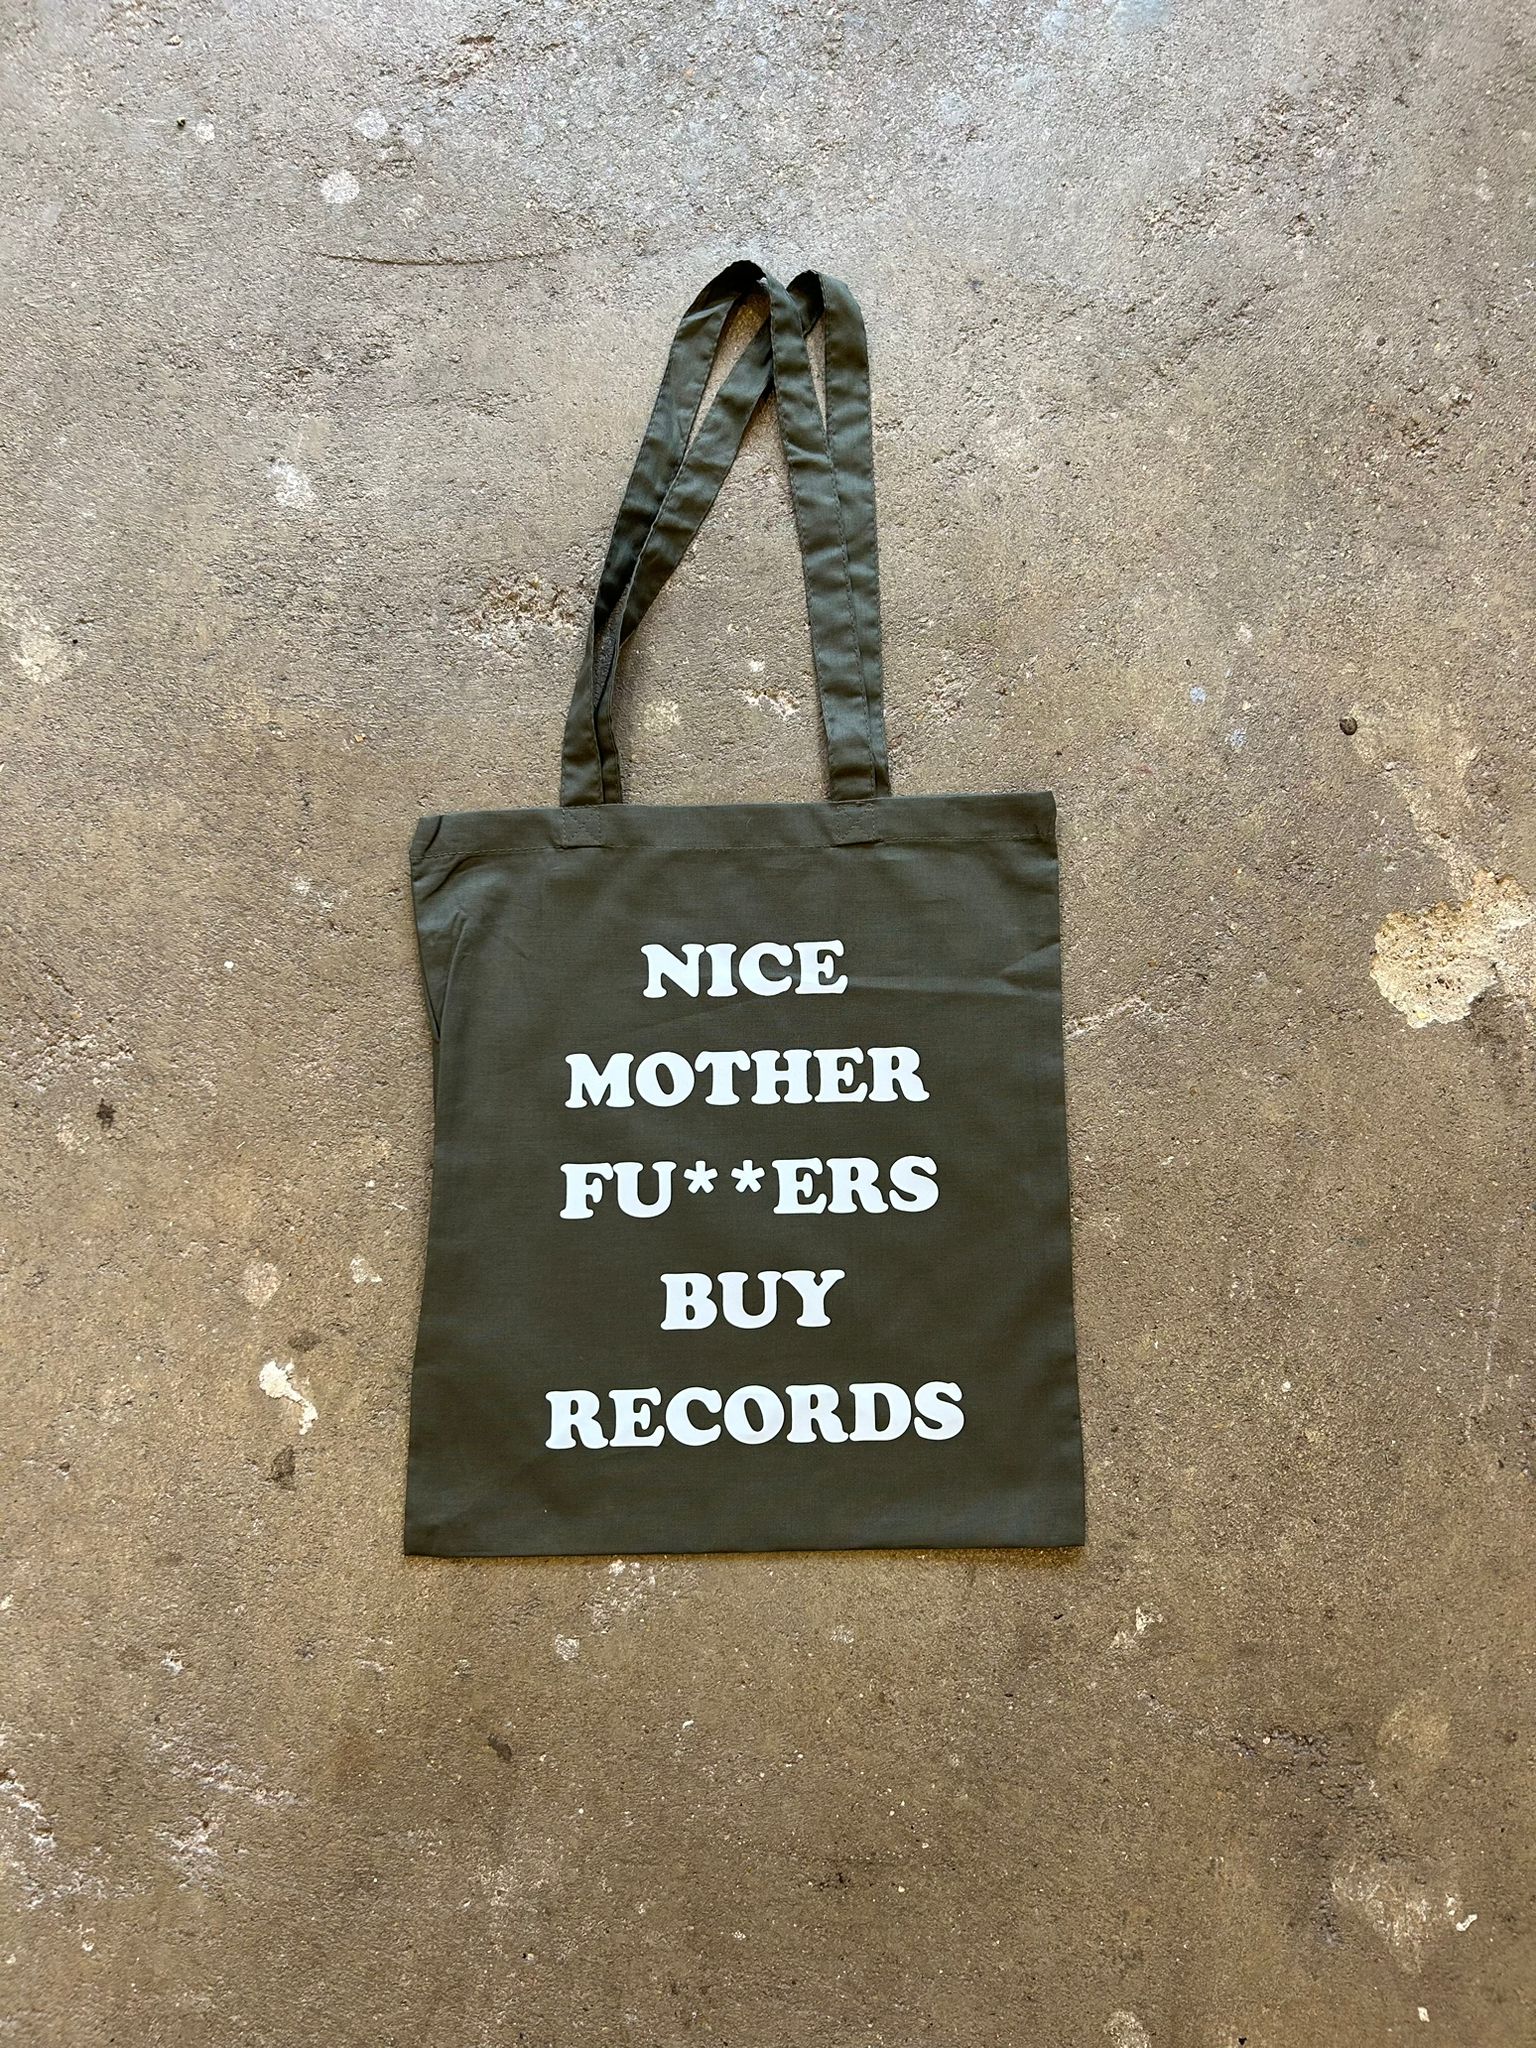 NICE
MOTHER
FU**ERS
BUY
RECORDS